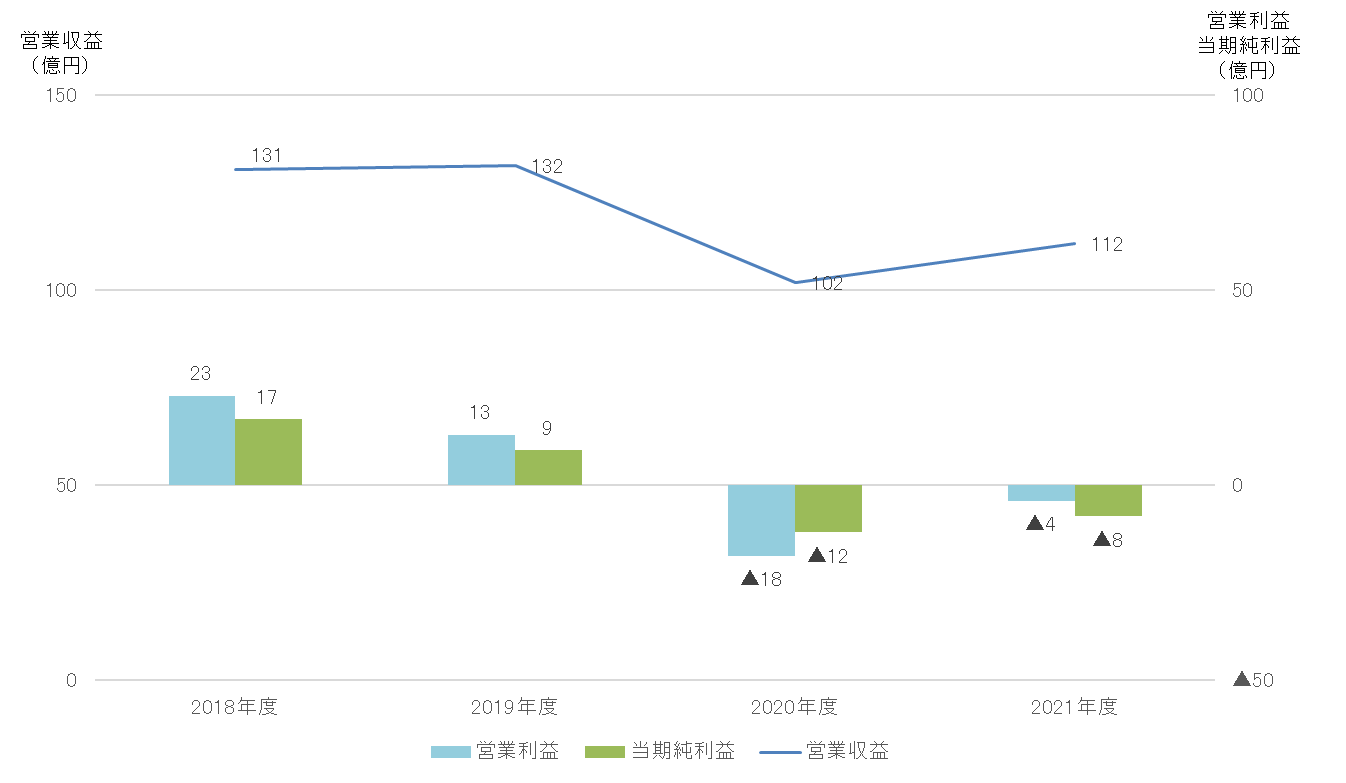 営業収益
（億円）
営業利益
当期純利益
（億円）
150
100
131
132
112
102
100
50
23
17
13
9
50
0
▲4
▲8
▲12
▲18
0
▲50
2018年度
2019年度
2020年度
2021年度
営業利益
当期純利益
営業収益